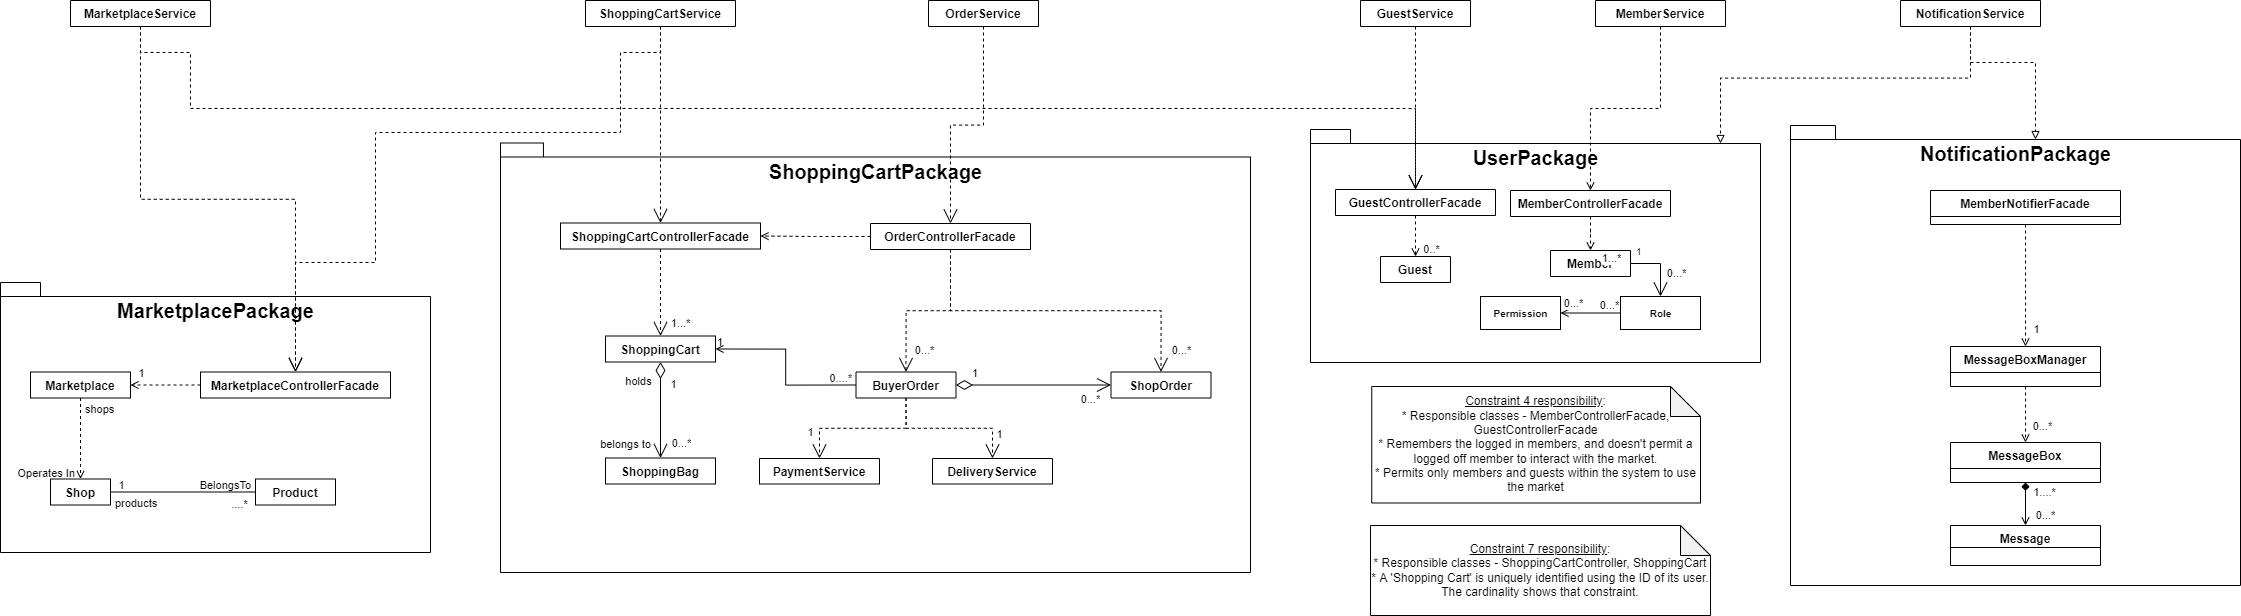 MarketplaceService
ShoppingCartService
OrderService
GuestService
MemberService
NotificationService
MarketplacePackage
MarketplaceControllerFacade
Marketplace
1
shops
Operates In
Shop
1
products
BelongsTo
....*
Product
ShoppingCartPackage
ShoppingCartControllerFacade
OrderControllerFacade
1...*
ShoppingCart
1
holds
1
belongs to
0...*
ShoppingBag
0...*
0....*
BuyerOrder
1
0...*
0...*
ShopOrder
1
PaymentService
1
DeliveryService
UserPackage
GuestControllerFacade
MemberControllerFacade
0..*
Guest
Member
1...*
1
0...*
Permission
0...*
0...*
Role
Constraint 4 responsibility:
* Responsible classes - MemberControllerFacade,
GuestControllerFacade
* Remembers the logged in members, and doesn't permit a
logged off member to interact with the market.
* Permits only members and guests within the system to use
the market
Constraint 7 responsibility:
* Responsible classes - ShoppingCartController, ShoppingCart
* A 'Shopping Cart' is uniquely identified using the ID of its user.
The cardinality shows that constraint.
NotificationPackage
MemberNotifierFacade
1
MessageBoxManager
0...*
MessageBox
1....*
0...*
Message